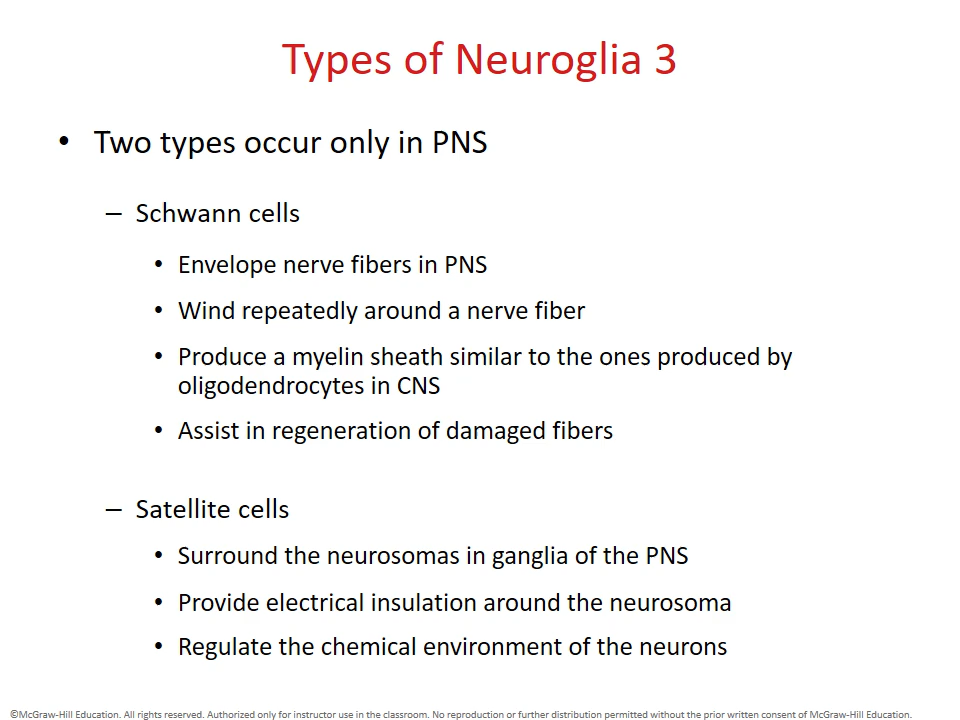 Types of Neuroglia 3
• Two types occur only in PNS
– Schwann cells
• Envelope nerve fibers in PNS
• Wind repeatedly around a nerve fiber
• Produce a myelin sheath similar to the ones produced by
oligodendrocytes in CNS
• Assist in regeneration of damaged fibers
– Satellite cells
• Surround the neurosomas in ganglia of the PNS
• Provide electrical insulation around the neurosoma
• Regulate the chemical environment of the neurons
©McGraw-Hill Education. All rights reserved. Authorized only for instructor use in the classroom. No reproduction or further distribution permitted without the prior written consent of McGraw-Hill Education.